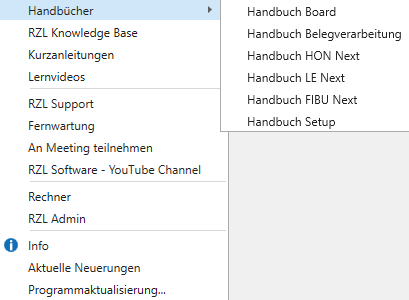 Handbücher
RZL Knowledge Base
Kurzanleitungen
Lernvideos
RZL Support
Fernwartung
An Meeting teilnehmen
RZL Software - YouTube Channel
Rechner
RZL Admin
Info
Aktuelle Neuerungen
Programmaktualisierung...
Handbuch Board
Handbuch Belegverarbeitung
Handbuch HON Next
Handbuch LE Next
Handbuch FIBU Next
Handbuch Setup